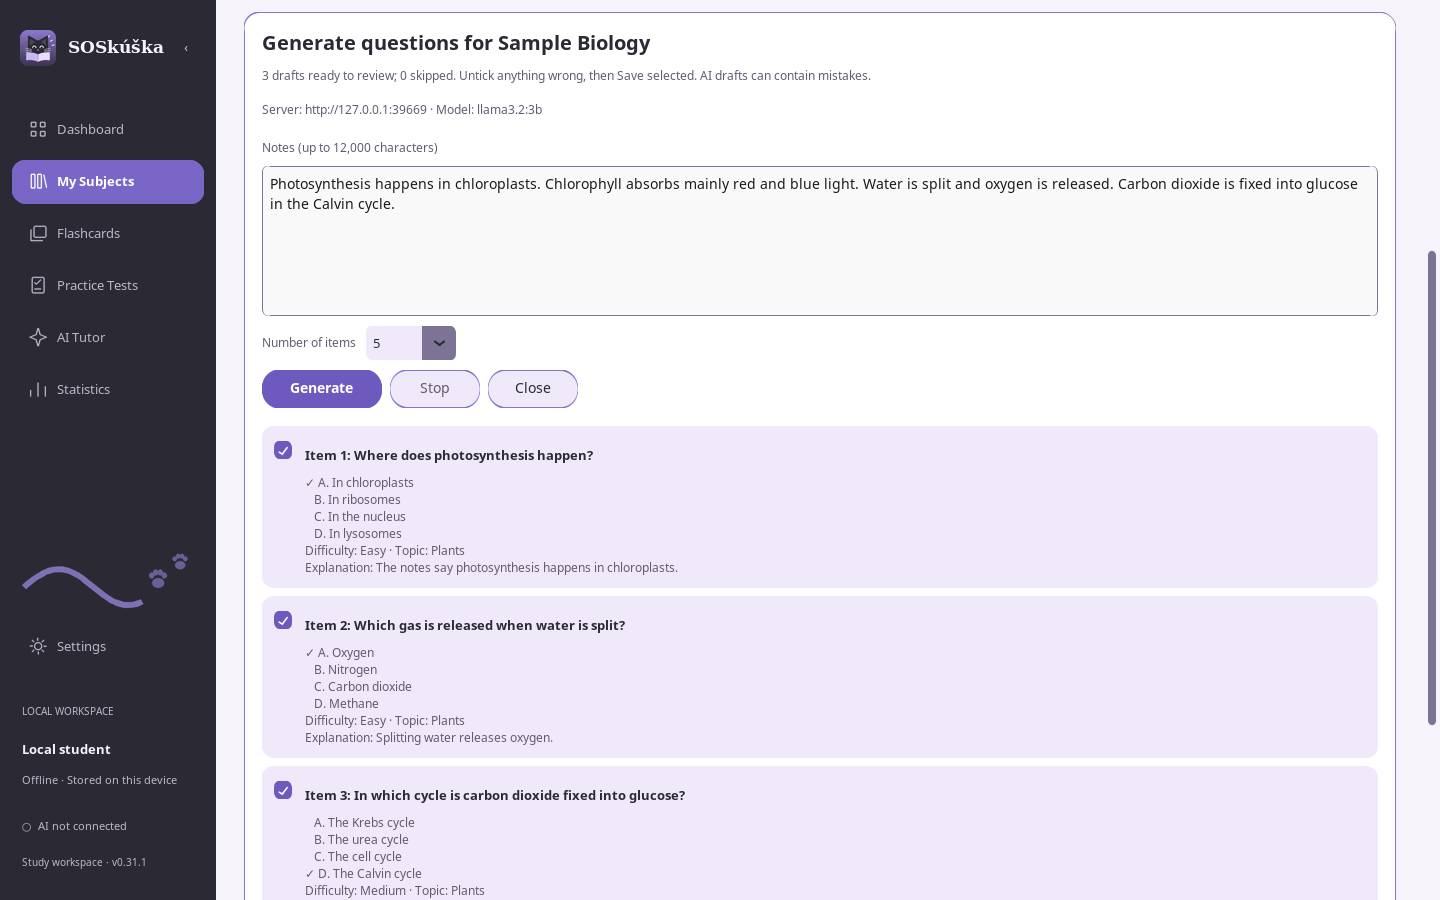 SOSkúška
Dashboard
My Subjects
Flashcards
Practice Tests
AI Tutor
Statistics
Settings
LOCAL WORKSPACE
Local student
Offline · Stored on this device
AI not connected
Study workspace · v0.31.1
Generate questions for Sample Biology
3 drafts ready to review; 0 skipped. Untick anything wrong, then Save selected. AI drafts can contain mistakes.
Server: http://127.0.0.1:39669 · Model: llama3.2:3b
Notes (up to 12,000 characters)
Photosynthesis happens in chloroplasts. Chlorophyll absorbs mainly red and blue light. Water is split and oxygen is released. Carbon dioxide is fixed into glucose
in the Calvin cycle.
Number of items 5
Generate Stop Close
Item 1: Where does photosynthesis happen?
✓ A. In chloroplasts
B. In ribosomes
C. In the nucleus
D. In lysosomes
Difficulty: Easy · Topic: Plants
Explanation: The notes say photosynthesis happens in chloroplasts.
Item 2: Which gas is released when water is split?
✓ A. Oxygen
B. Nitrogen
C. Carbon dioxide
D. Methane
Difficulty: Easy · Topic: Plants
Explanation: Splitting water releases oxygen.
Item 3: In which cycle is carbon dioxide fixed into glucose?
A. The Krebs cycle
B. The urea cycle
C. The cell cycle
✓ D. The Calvin cycle
Difficulty: Medium · Topic: Plants